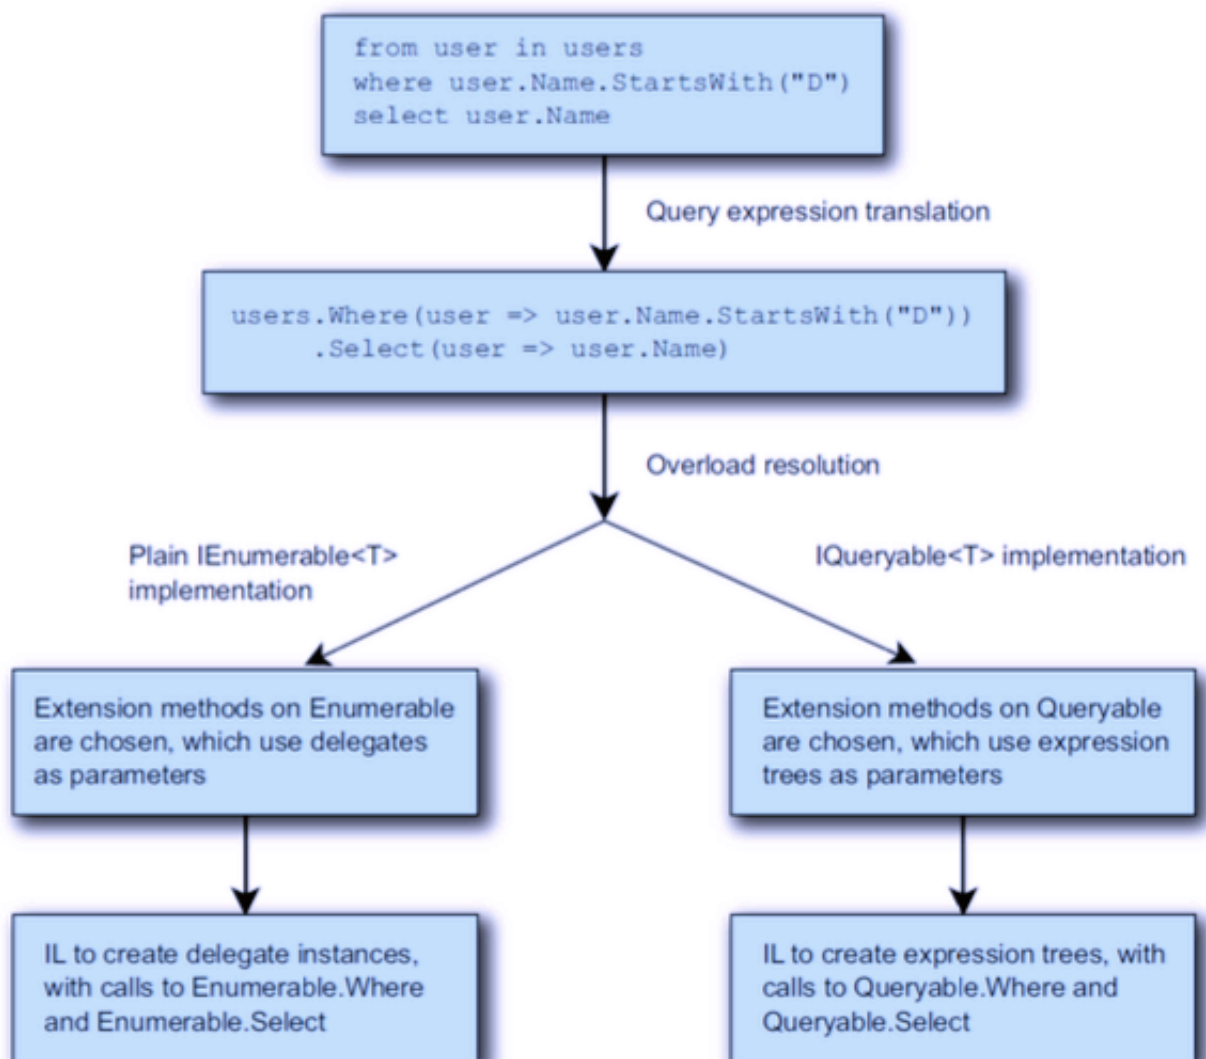 from user in users
where user.Name.StartsWith("D")
select user.Name
Query expression translation
users.Where(user => user.Name.StartsWith("D"))
.Select(user => user.Name)
Overload resolution
Plain IEnumerable<T>
implementation
IQueryable<T> implementation
Extension methods on Enumerable
are chosen, which use delegates
as parameters
Extension methods on Queryable
are chosen, which use expression
trees as parameters
IL to create delegate instances,
with calls to Enumerable.Where
and Enumerable.Select
IL to create expression trees, with
calls to Queryable.Where and
Queryable.Select